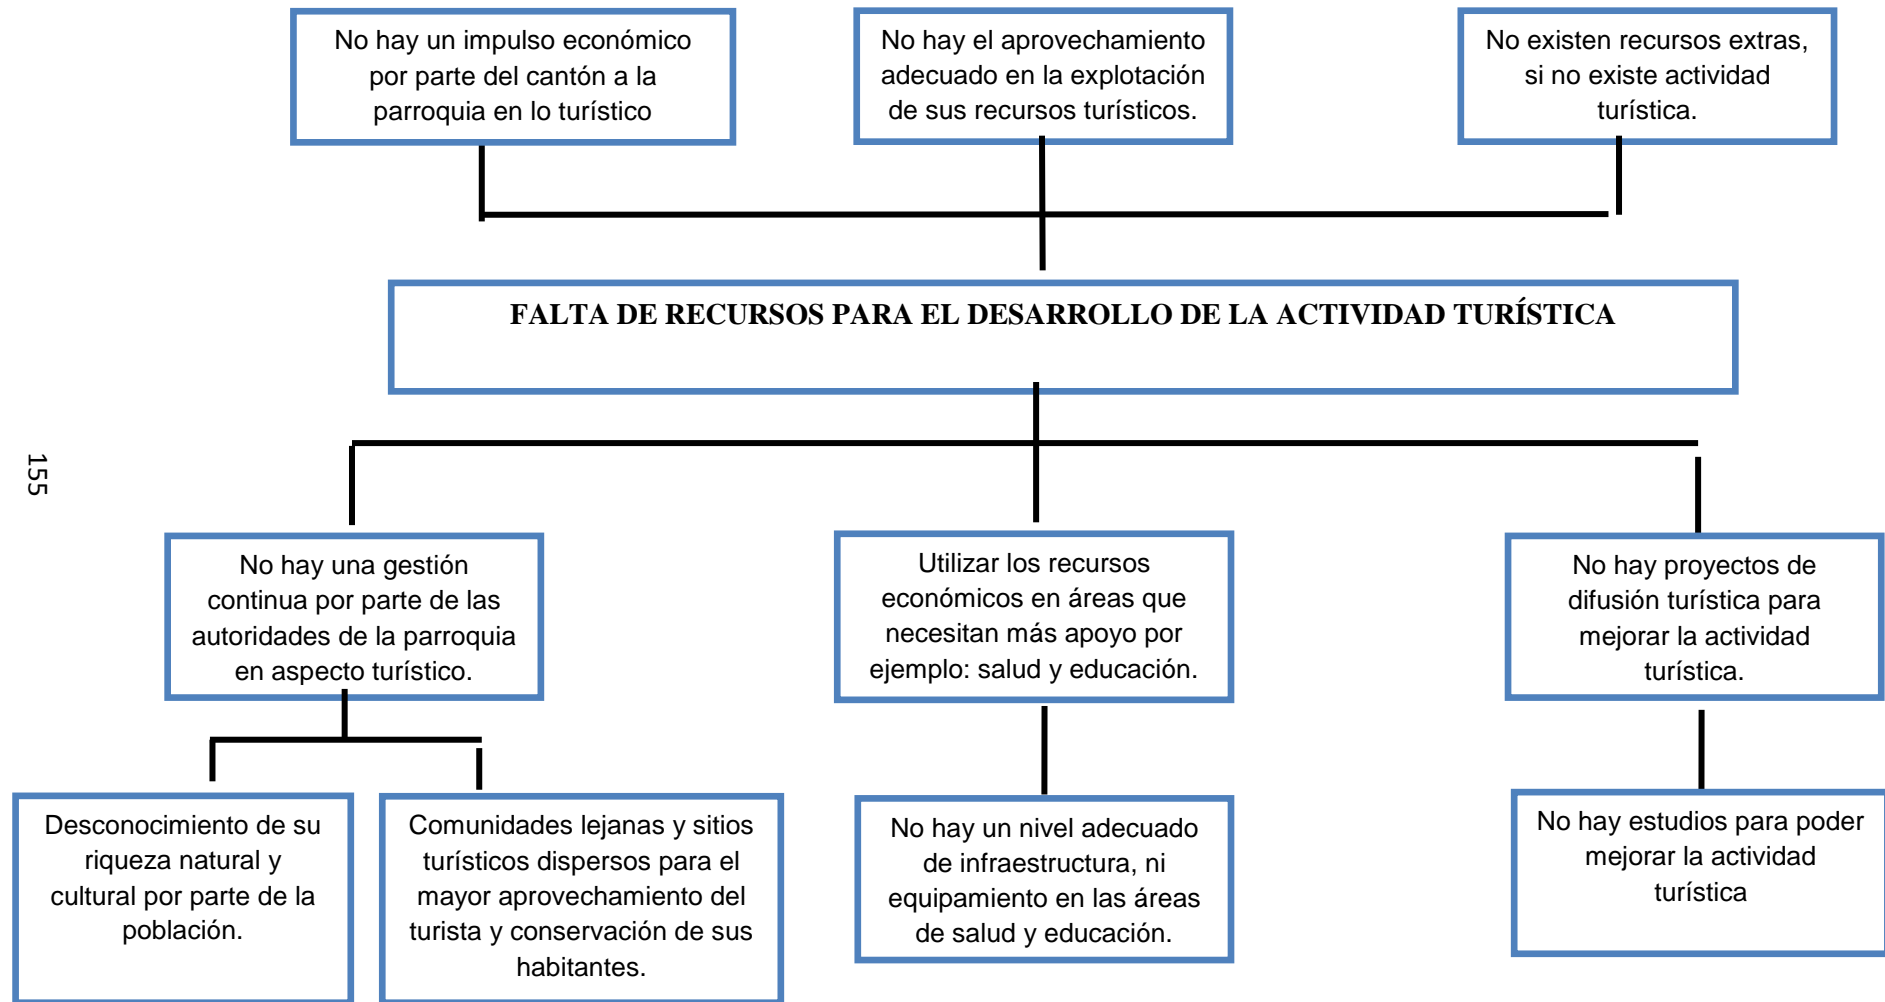 No hay un impulso económico
por parte del cantón a la
parroquia en lo turístico
No hay el aprovechamiento
adecuado en la explotación
de sus recursos turísticos.
No existen recursos extras,
si no existe actividad
turística.
FALTA DE RECURSOS PARA EL DESARROLLO DE LA ACTIVIDAD TURÍSTICA
155
No hay una gestión
continua por parte de las
autoridades de la parroquia
en aspecto turístico.
Utilizar los recursos
económicos en áreas que
necesitan más apoyo por
ejemplo: salud y educación.
No hay proyectos de
difusión turística para
mejorar la actividad
turística.
Desconocimiento de su
riqueza natural y
cultural por parte de la
población.
Comunidades lejanas y sitios
turísticos dispersos para el
mayor aprovechamiento del
turista y conservación de sus
habitantes.
No hay un nivel adecuado
de infraestructura, ni
equipamiento en las áreas
de salud y educación.
No hay estudios para poder
mejorar la actividad
turística